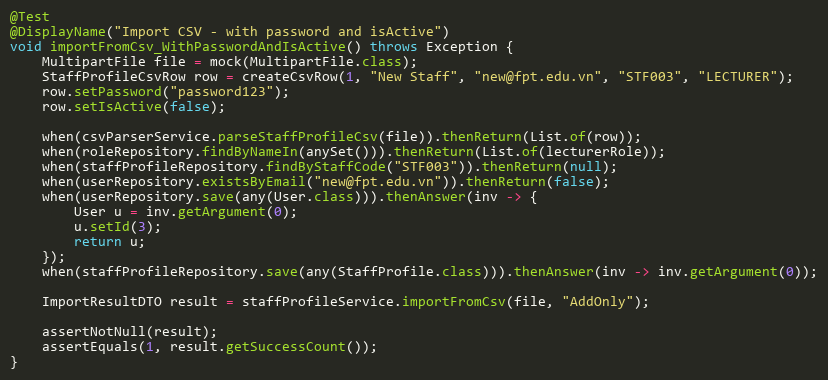 @Test
@DisplayName("Import CSV - with password and isActive")
void importFromCsv_WithPasswordAndIsActive() throws Exception {
    MultipartFile file = mock(MultipartFile.class);
    StaffProfileCsvRow row = createCsvRow(1, "New Staff", "new@fpt.edu.vn", "STF003", "LECTURER");
    row.setPassword("password123");
    row.setIsActive(false);

    when(csvParserService.parseStaffProfileCsv(file)).thenReturn(List.of(row));
    when(roleRepository.findByNameIn(anySet())).thenReturn(List.of(lecturerRole));
    when(staffProfileRepository.findByStaffCode("STF003")).thenReturn(null);
    when(userRepository.existsByEmail("new@fpt.edu.vn")).thenReturn(false);
    when(userRepository.save(any(User.class))).thenAnswer(inv -> {
        User u = inv.getArgument(0);
        u.setId(3);
        return u;
    });
    when(staffProfileRepository.save(any(StaffProfile.class))).thenAnswer(inv -> inv.getArgument(0));

    ImportResultDTO result = staffProfileService.importFromCsv(file, "AddOnly");

    assertNotNull(result);
    assertEquals(1, result.getSuccessCount());
}